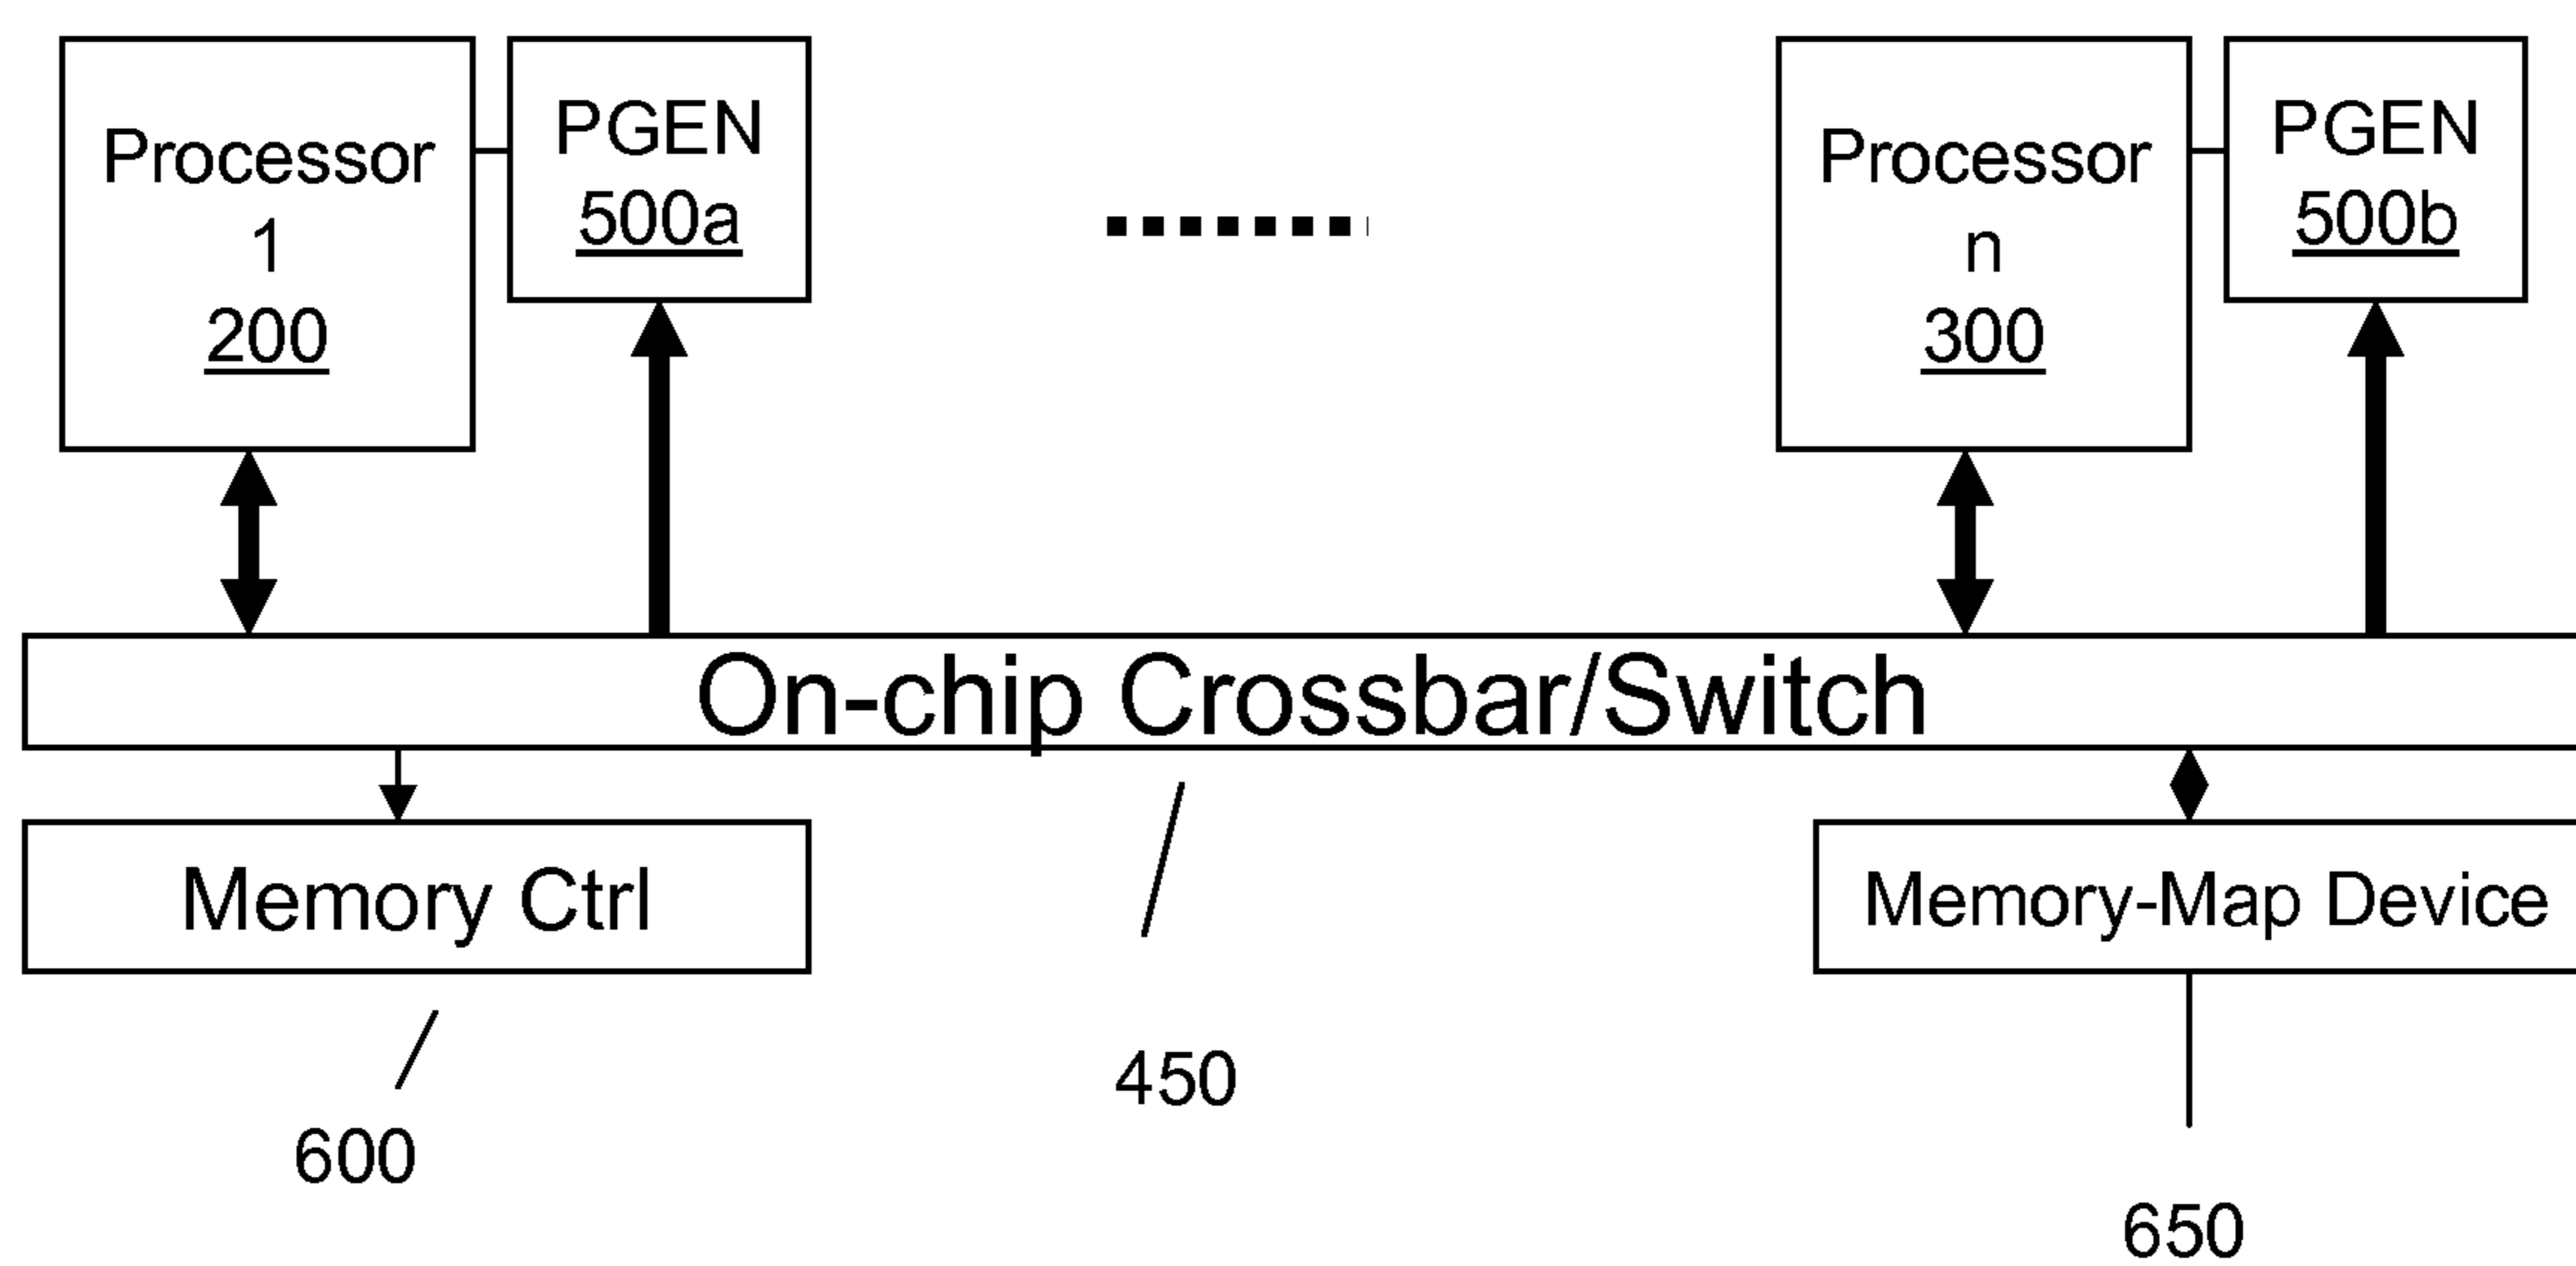 Processor
1
200
PGEN
500a
Processor
n
300
PGEN
500b
On-chip Crossbar/Switch
Memory Ctrl
Memory-Map Device
600
450
650